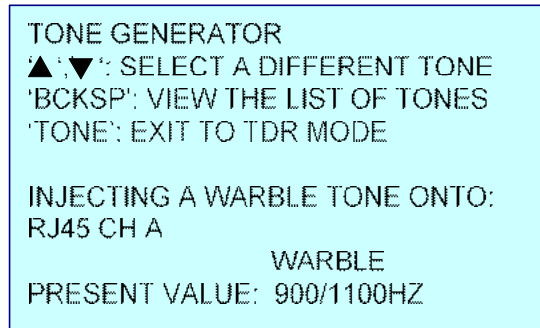 TONE GENERATOR
'▲','▼': SELECT A DIFFERENT TONE
'BCKSP': VIEW THE LIST OF TONES
'TONE': EXIT TO TDR MODE
INJECTING A WARBLE TONE ONTO:
RJ45 CH A
WARBLE
PRESENT VALUE: 900/1100HZ